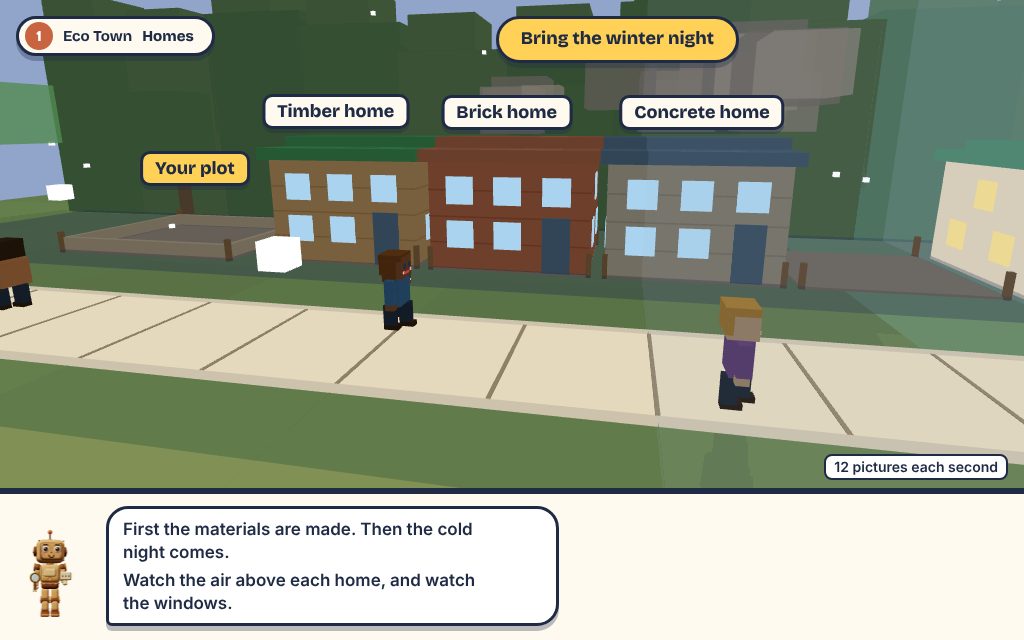 1 Eco Town Homes
Bring the winter night
Timber home
Brick home
Concrete home
Your plot
12 pictures each second
First the materials are made. Then the cold
night comes.
Watch the air above each home, and watch
the windows.